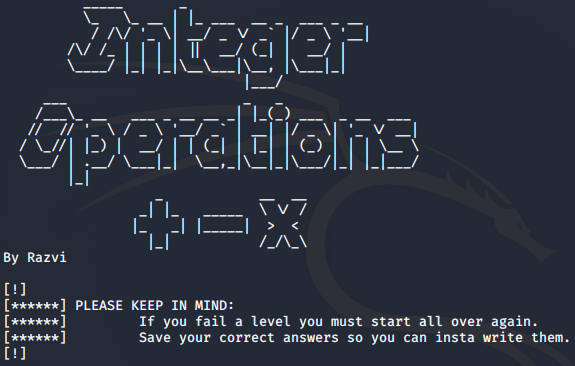 Integer
Operations
+ - x
By Razvi
[!]
[******] PLEASE KEEP IN MIND:
[******] If you fail a level you must start all over again.
[******] Save your correct answers so you can insta write them.
[!]